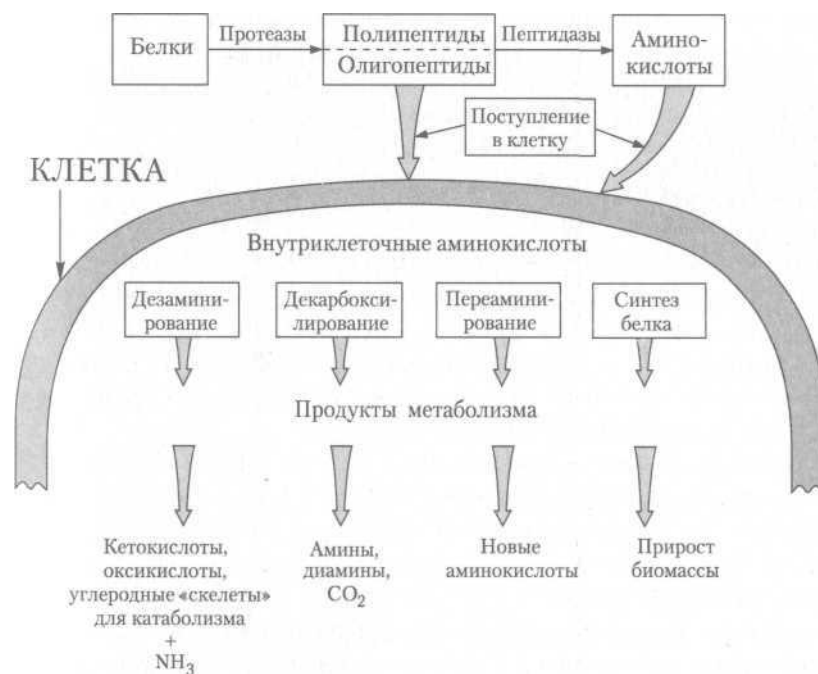 Белки
Протеазы
Полипептиды
Олигопептиды
Пептидазы
Амино-
кислоты
Поступление
в клетку
КЛЕТКА
Внутриклеточные аминокислоты
Дезамини-
рование
Декарбокси-
лирование
Переамини-
рование
Синтез
белка
Продукты метаболизма
Кетокислоты,
оксикислоты,
углеродные «скелеты»
для катаболизма
+
NH₃
Амины,
диамины,
CO₂
Новые
аминокислоты
Прирост
биомассы